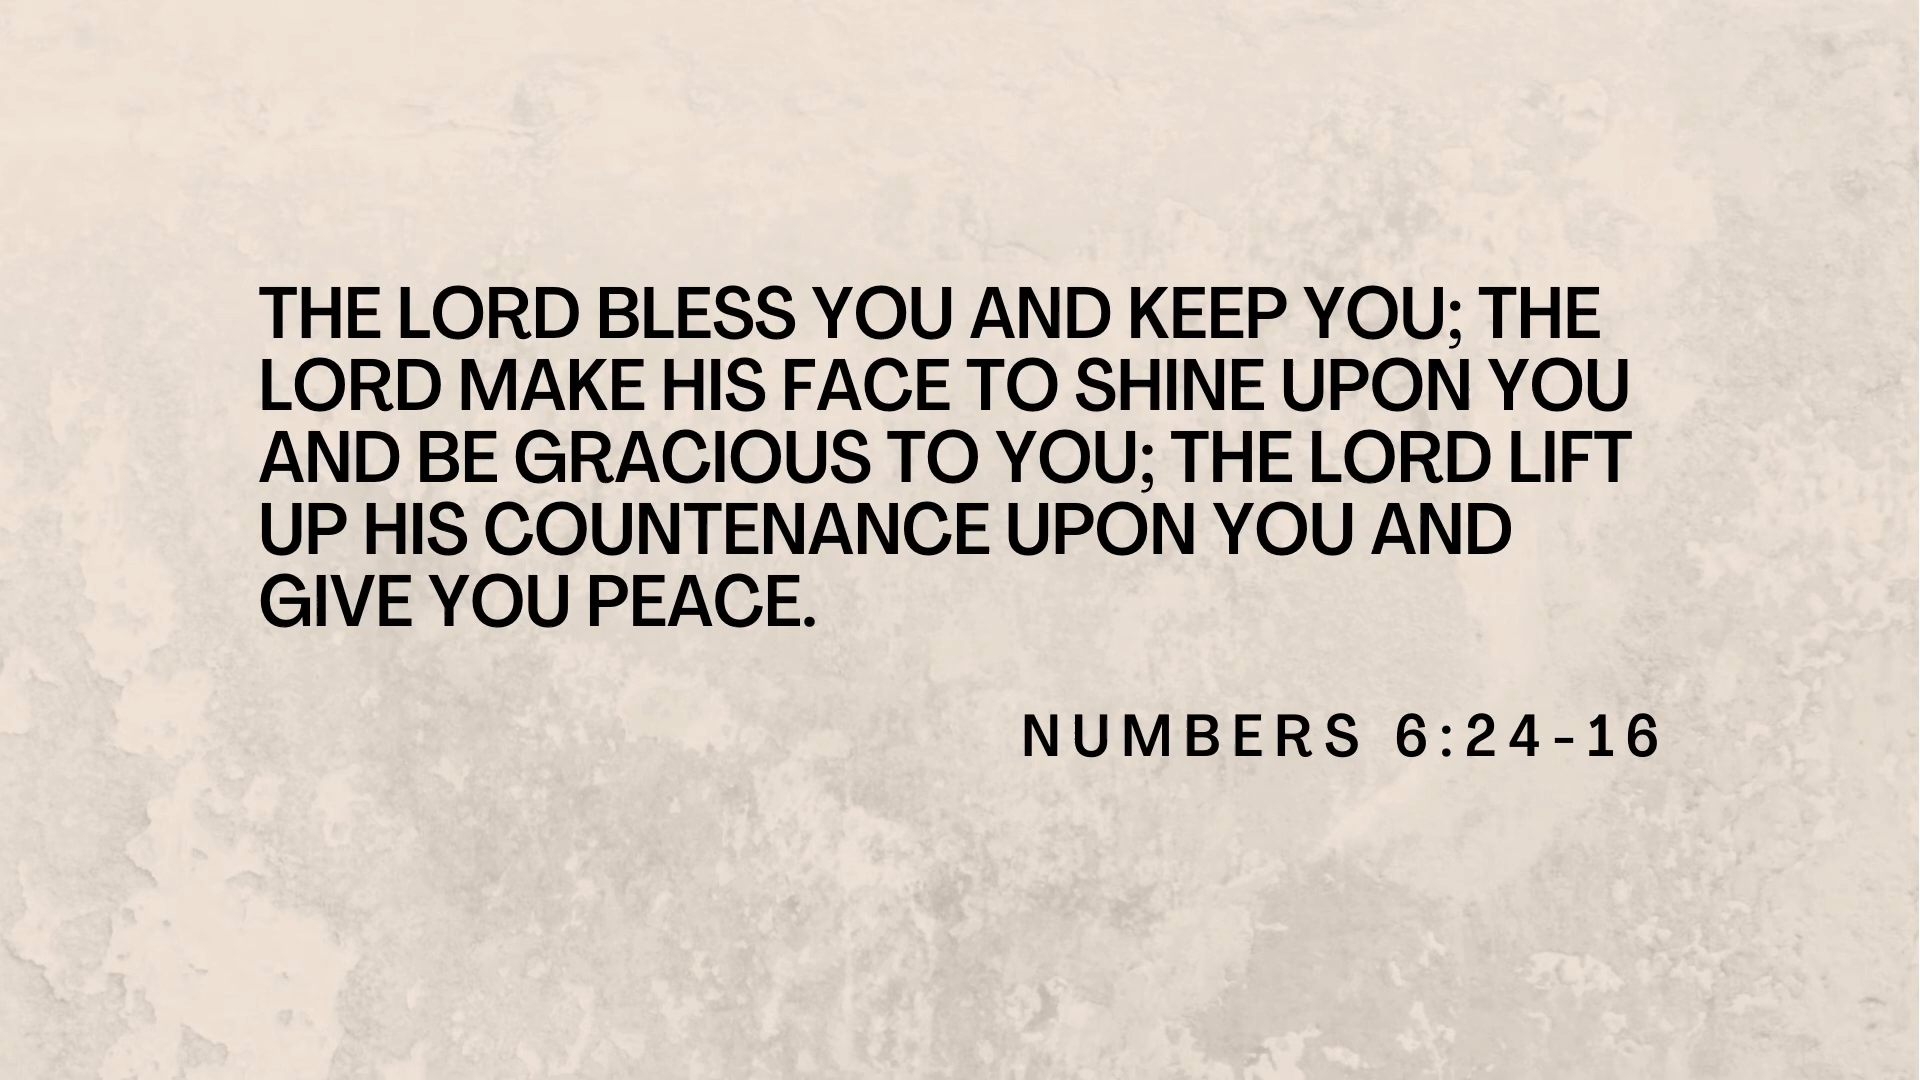 THE LORD BLESS YOU AND KEEP YOU; THE
LORD MAKE HIS FACE TO SHINE UPON YOU
AND BE GRACIOUS TO YOU; THE LORD LIFT
UP HIS COUNTENANCE UPON YOU AND
GIVE YOU PEACE.
NUMBERS 6:24-16